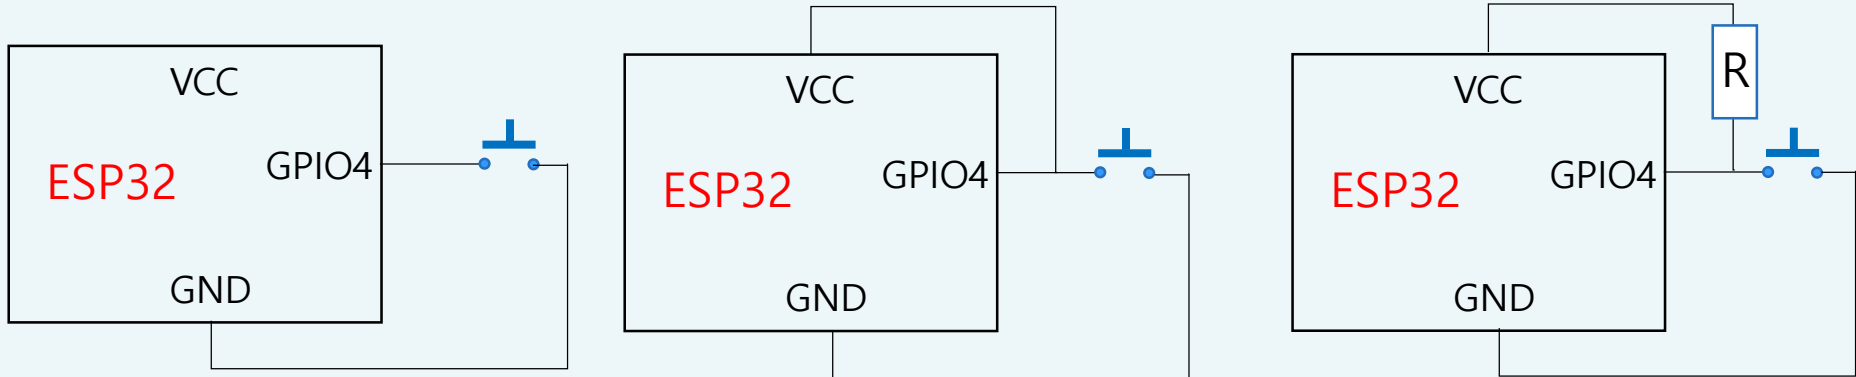 VCC
GPIO4
ESP32
GND
VCC
GPIO4
ESP32
GND
R
VCC
GPIO4
ESP32
GND